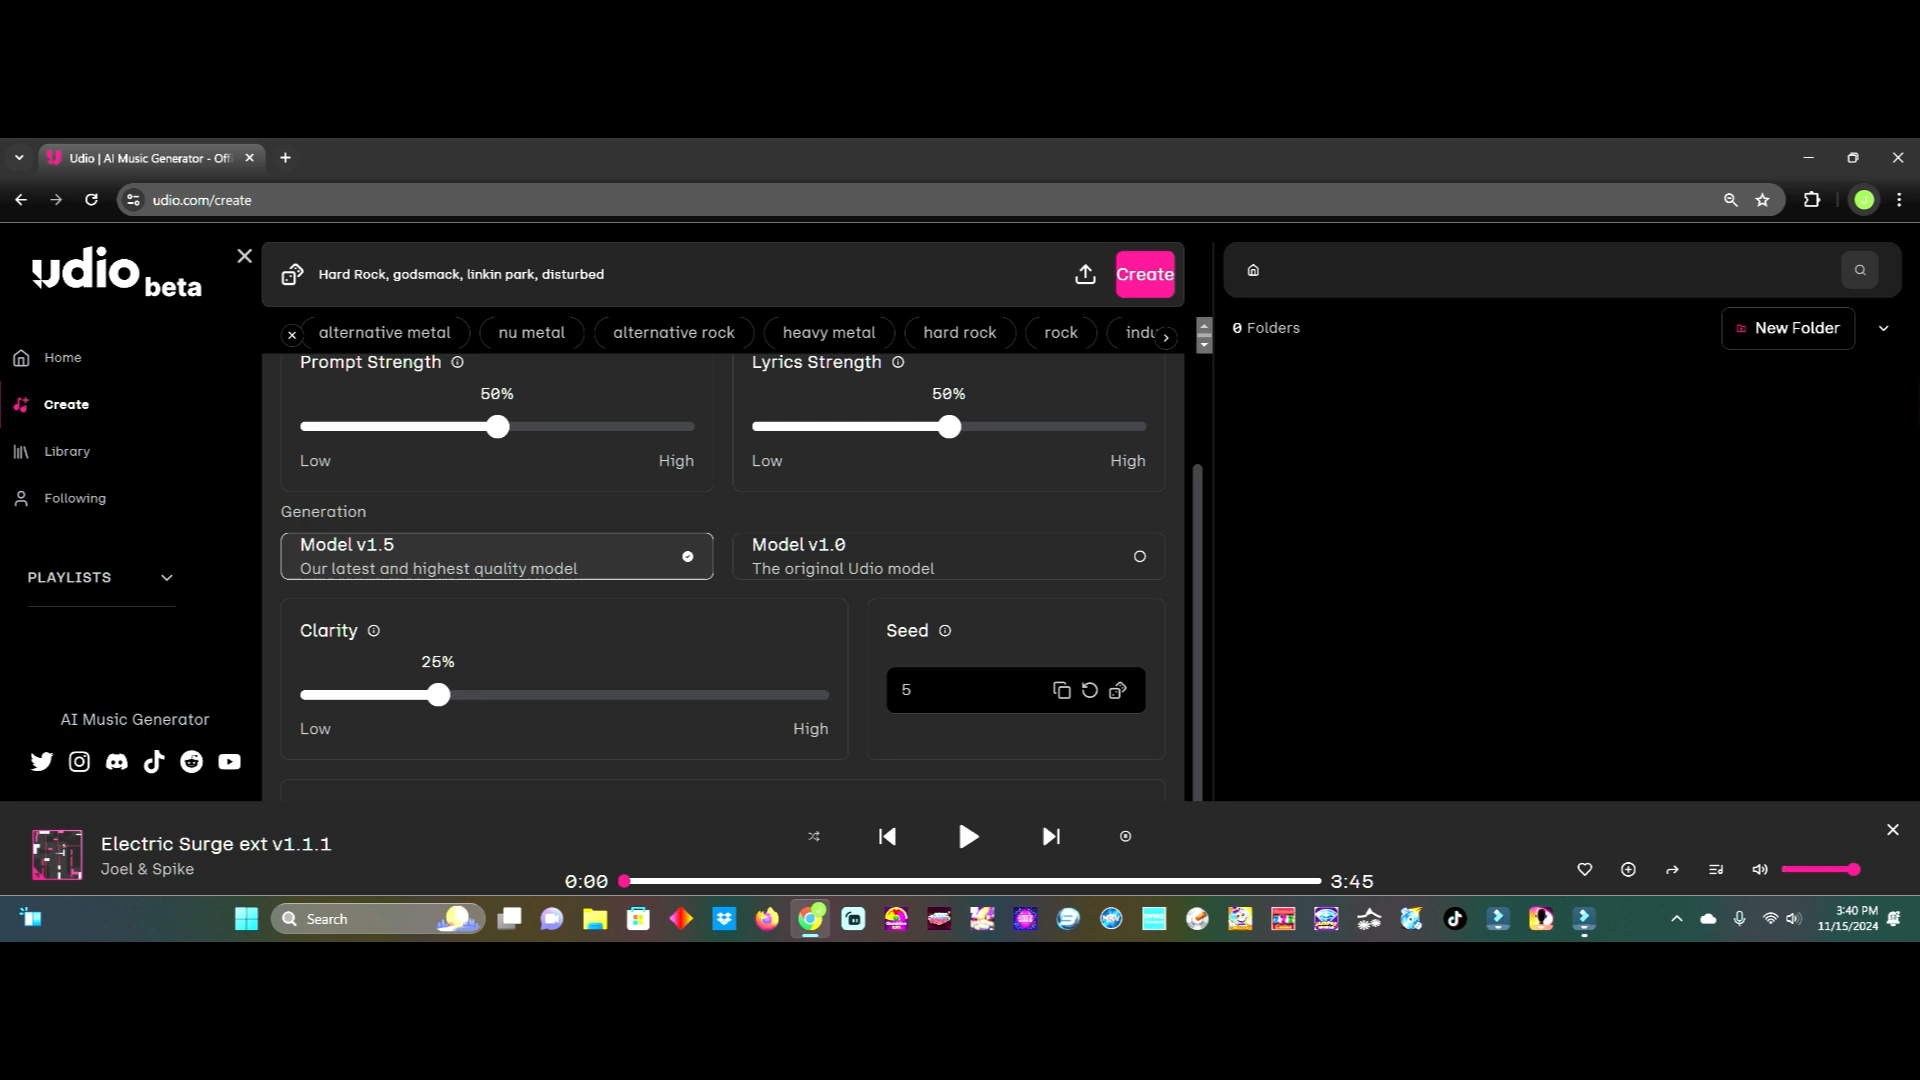 Udio | AI Music Generator - Offi
udio.com/create
udio beta
Hard Rock, godsmack, linkin park, disturbed
Create
alternative metal
nu metal
alternative rock
heavy metal
hard rock
rock
indu
0 Folders
New Folder
Home
Create
Library
Following
PLAYLISTS
AI Music Generator
Prompt Strength
50%
Low
High
Lyrics Strength
50%
Low
High
Generation
Model v1.5
Our latest and highest quality model
Model v1.0
The original Udio model
Clarity
25%
Low
High
Seed
5
Electric Surge ext v1.1.1
Joel & Spike
0:00
3:45
Search
3:40 PM
11/15/2024